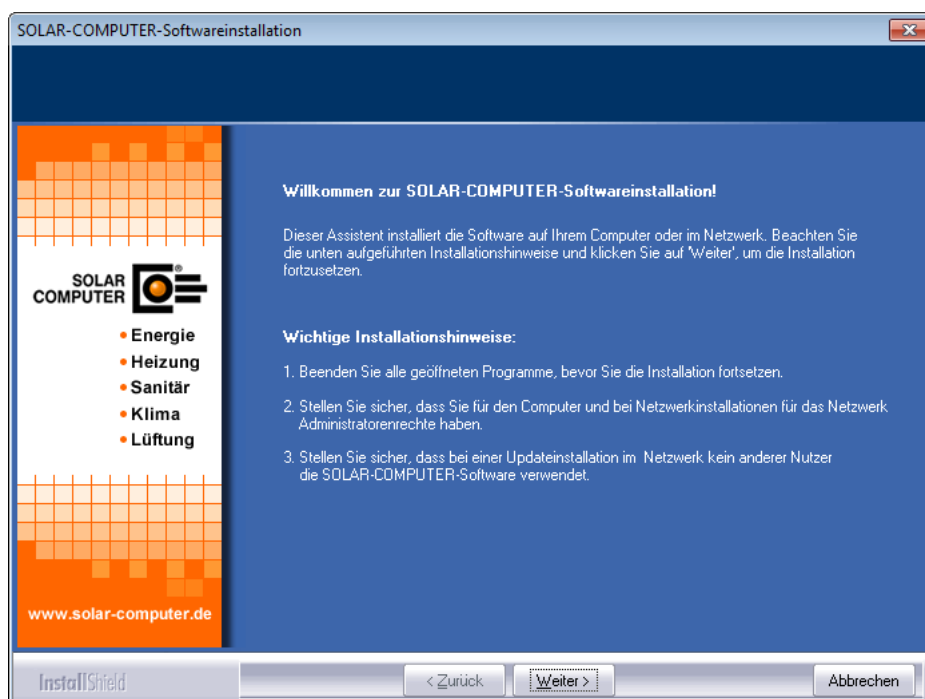 SOLAR-COMPUTER-Softwareinstallation
Willkommen zur SOLAR-COMPUTER-Softwareinstallation!
Dieser Assistent installiert die Software auf Ihrem Computer oder im Netzwerk. Beachten Sie
die unten aufgeführten Installationshinweise und klicken Sie auf 'Weiter', um die Installation
fortzusetzen.
SOLAR
COMPUTER
®
• Energie
• Heizung
• Sanitär
• Klima
• Lüftung
www.solar-computer.de
Wichtige Installationshinweise:
1. Beenden Sie alle geöffneten Programme, bevor Sie die Installation fortsetzen.
2. Stellen Sie sicher, dass Sie für den Computer und bei Netzwerkinstallationen für das Netzwerk
Administratorenrechte haben.
3. Stellen Sie sicher, dass bei einer Updateinstallation im Netzwerk kein anderer Nutzer
die SOLAR-COMPUTER-Software verwendet.
InstallShield
< Zurück
Weiter >
Abbrechen